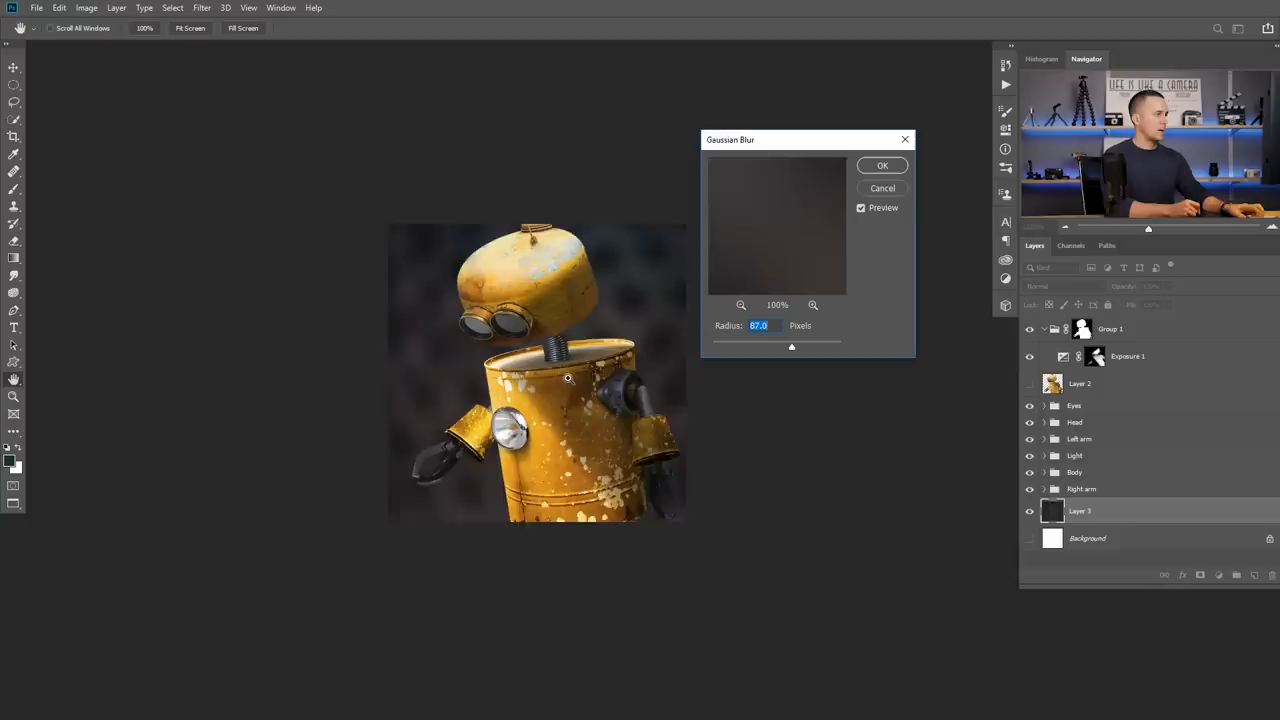 Ps File Edit Image Layer Type Select Filter 3D View Window Help
Scroll All Windows 100% Fit Screen Fill Screen
Histogram Navigator
LIFE IS LIKE A CAMERA
Gaussian Blur
OK
Cancel
Preview
100%
Radius: 87.0 Pixels
Layers Channels Paths
Kind
Normal Opacity:
Lock: Fill:
Group 1
Exposure 1
Layer 2
Eyes
Head
Left arm
Light
Body
Right arm
Layer 3
Background